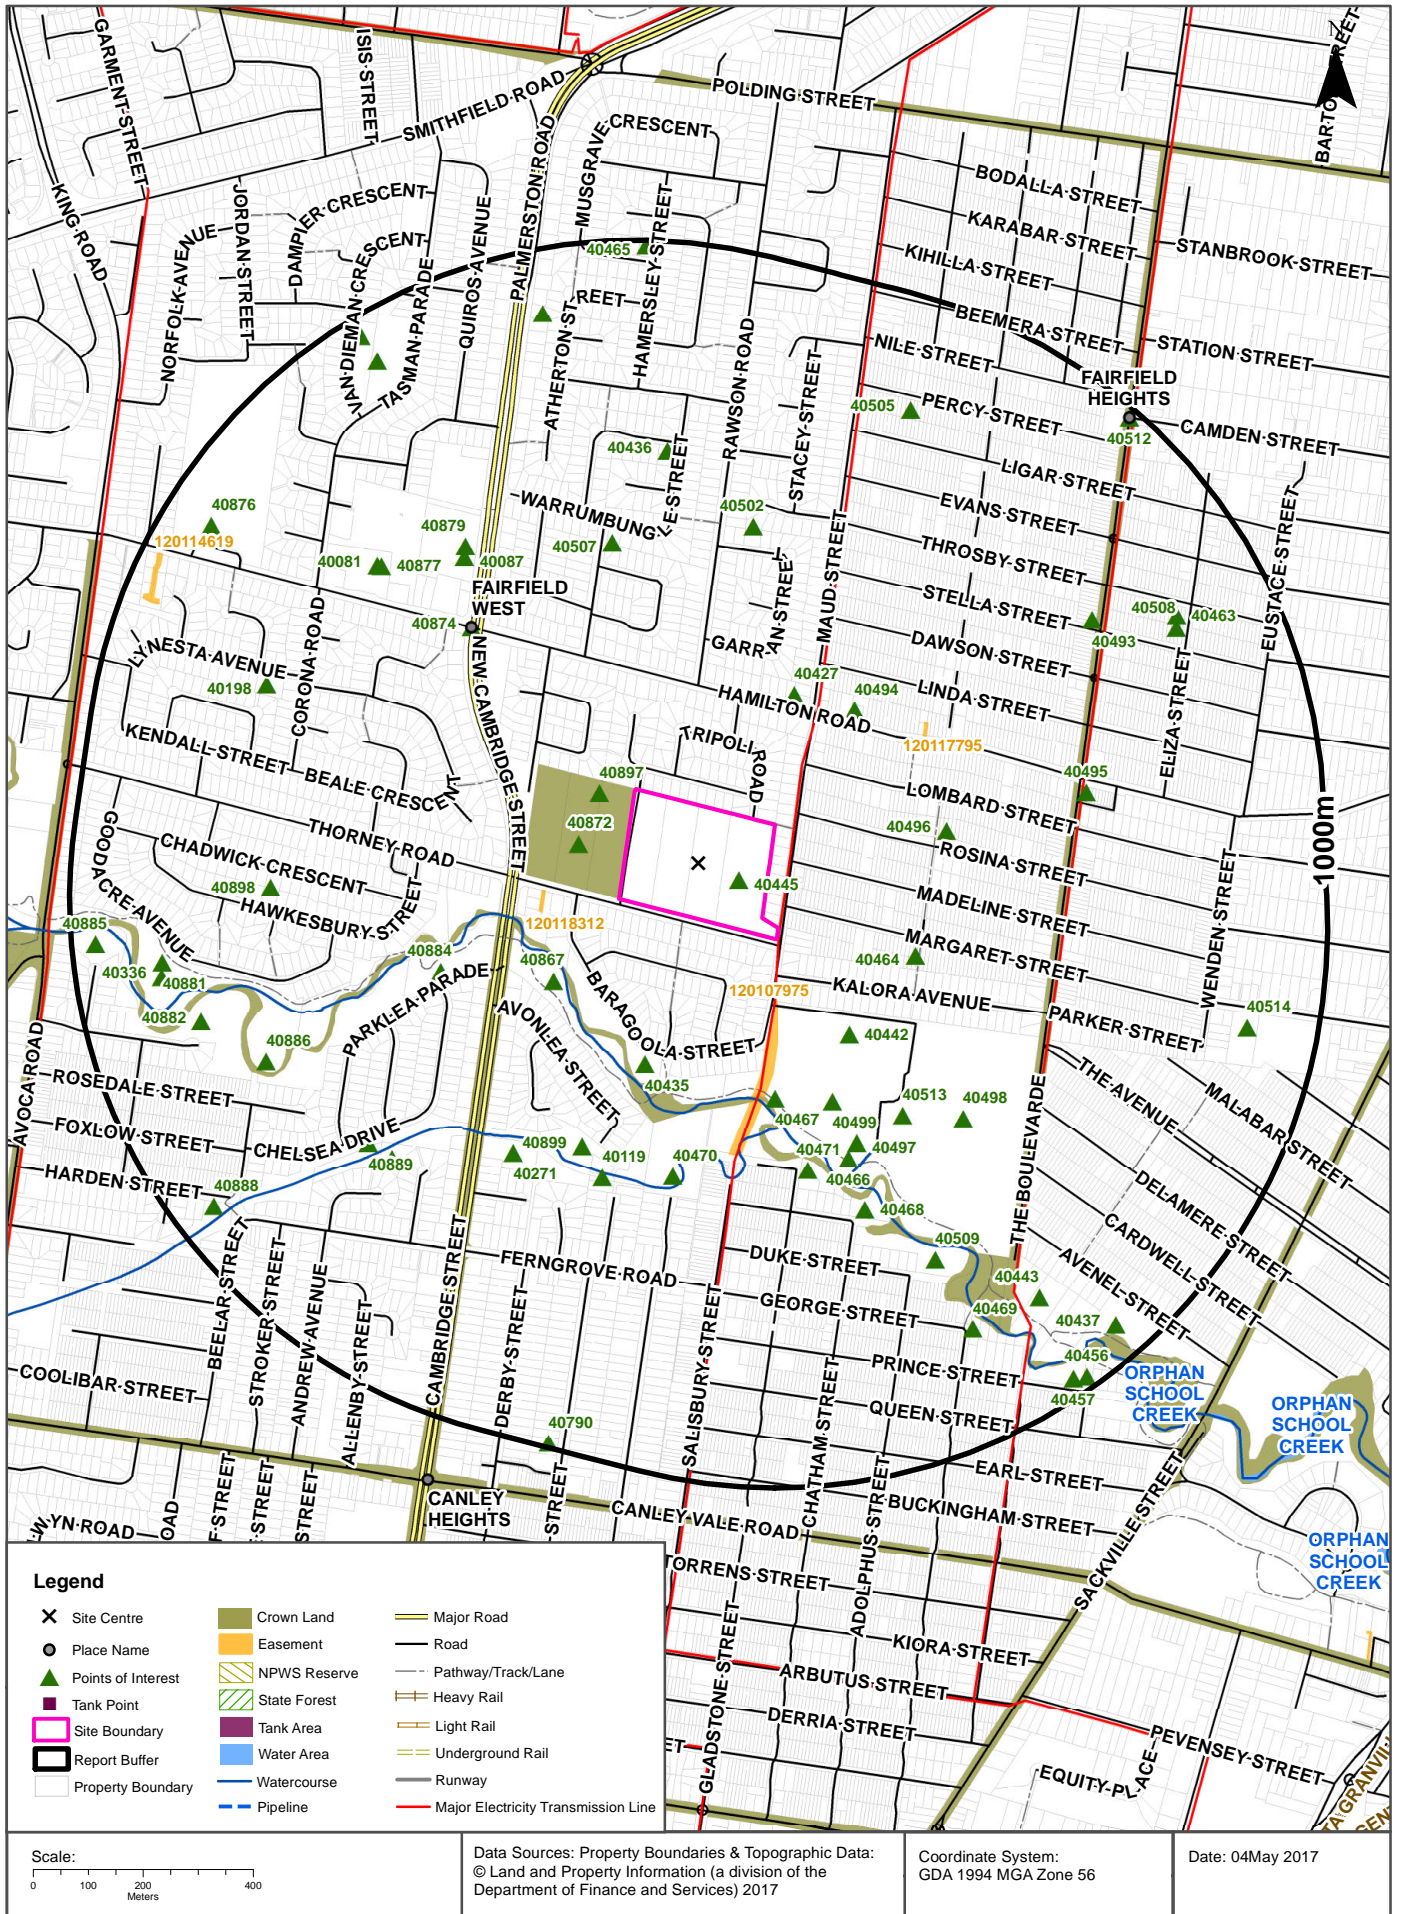 GARMENT STREET
ISIS STREET
SMITHFIELD ROAD
POLDING STREET
KING ROAD
JORDAN STREET
DAMPIER CRESCENT
NORFOLK AVENUE
VAN DIEMAN CRESCENT
TASMAN PARADE
QUIROS AVENUE
PALMERSTON ROAD
MUSGRAVE
CRESCENT
40465
HAMERSLEY STREET
REET
ATHERTON ST
RAWSON ROAD
STACEY STREET
BODALLA STREET
KARABAR STREET
KIHILLA STREET
STANBROOK STREET
BEEMERA STREET
NILE STREET
STATION STREET
FAIRFIELD
HEIGHTS
40505
PERCY STREET
40512
CAMDEN STREET
40436
LIGAR STREET
EVANS STREET
WARRUMBUNG
LE STREET
40502
40507
THROSBY STREET
EUSTACE STREET
40876
120114619
40879
40081
40877
40087
FAIRFIELD
WEST
40874
MAUD STREET
STELLA STREET
40508
40463
40493
DAWSON STREET
GARR
AN STREET
LYNESTA AVENUE
CORONA ROAD
40198
NEW CAMBRIDGE STREET
40427
40494
HAMILTON ROAD
LINDA STREET
ELIZA STREET
120117795
TRIPOLI ROAD
KENDALL STREET
BEALE CRESCENT
40897
40872
40495
LOMBARD STREET
40496
ROSINA STREET
1000m
GOODACRE AVENUE
CHADWICK CRESCENT
THORNEY ROAD
40898
HAWKESBURY STREET
40445
MADELINE STREET
WENDEN STREET
120118312
40885
40336
40881
40882
40884
40867
PARKLEA PARADE
MARGARET STREET
40464
120107975
KALORA AVENUE
BARAGOOLA STREET
AVONLEA STREET
PARKER STREET
40514
40442
40886
40435
AVOCA ROAD
ROSEDALE STREET
THE AVENUE
MALABAR STREET
THE BOULEVARDE
FOXLOW STREET
CHELSEA DRIVE
40467
40499
40513
40498
40497
40899
40271
40119
40470
40471
40466
40889
HARDEN STREET
40888
40468
DELAMERE STREET
CARDWELL STREET
AVENEL STREET
FERNGROVE ROAD
DUKE STREET
40509
40443
GEORGE STREET
40469
40437
BEELAR STREET
STROKER STREET
ANDREW AVENUE
ALLENBY STREET
CAMBRIDGE STREET
DERBY STREET
SALISBURY STREET
CHATHAM STREET
PRINCE STREET
40456
40457
ORPHAN
SCHOOL
CREEK
ORPHAN
SCHOOL
CREEK
COOLIBAR STREET
QUEEN STREET
40790
EARL STREET
CANLEY
HEIGHTS
STREET
CANLEY VALE ROAD
ADOLPHUS STREET
BUCKINGHAM STREET
SACKVILLE STREET
ORPHAN
SCHOOL
CREEK
WYN ROAD
OAD
F STREET
STREET
STREET
TORRENS STREET
KIORA STREET
GLADSTONE STREET
ARBUTUS STREET
DERRIA STREET
ET
PEVENSEY STREET
EQUITY PLACE
Legend
Site Centre
Place Name
Points of Interest
Tank Point
Site Boundary
Report Buffer
Property Boundary
Crown Land
Easement
NPWS Reserve
State Forest
Tank Area
Water Area
Watercourse
Pipeline
Major Road
Road
Pathway/Track/Lane
Heavy Rail
Light Rail
Underground Rail
Runway
Major Electricity Transmission Line
Scale:
0 100 200 400
Meters
Data Sources: Property Boundaries & Topographic Data:
© Land and Property Information (a division of the
Department of Finance and Services) 2017
Coordinate System:
GDA 1994 MGA Zone 56
Date: 04May 2017